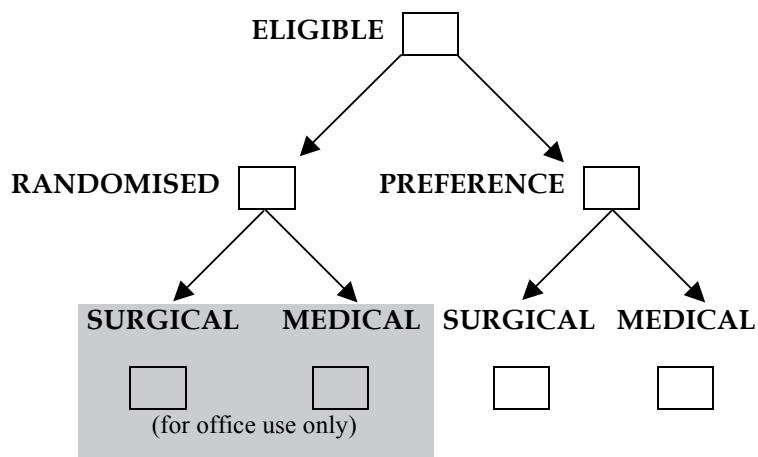 ELIGIBLE
RANDOMISED PREFERENCE
SURGICAL MEDICAL SURGICAL MEDICAL
(for office use only)